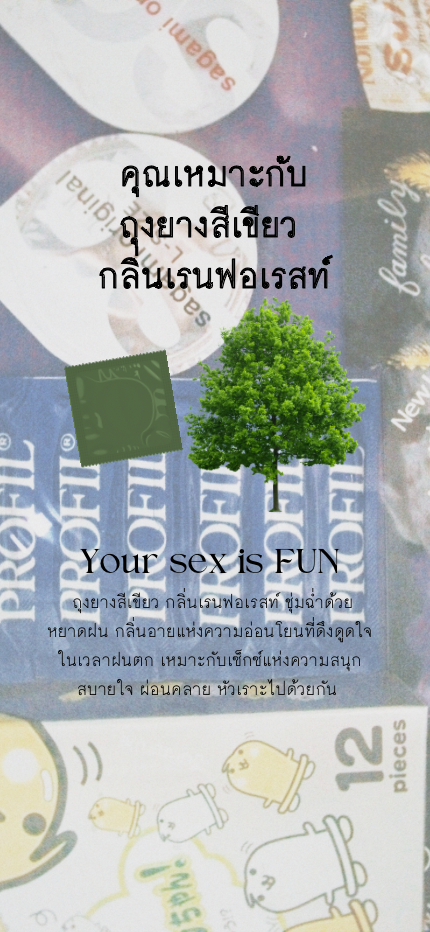 sagami or
sagami original
L-size
family
คุณเหมาะกับ
ถุงยางสีเขียว
กลิ่นเรนฟอเรสท์
New
PROFIL®
PROFIL®
PROFIL
PROFIL
PROFIL
PROFIL
Your sex is FUN
ถุงยางสีเขียว กลิ่นเรนฟอเรสท์ ชุ่มฉ่ำด้วย
หยาดฝน กลิ่นอายแห่งความอ่อนโยนที่ดึงดูดใจ
ในเวลาฝนตก เหมาะกับเซ็กซ์แห่งความสนุก
สบายใจ ผ่อนคลาย หัวเราะไปด้วยกัน
12
pieces